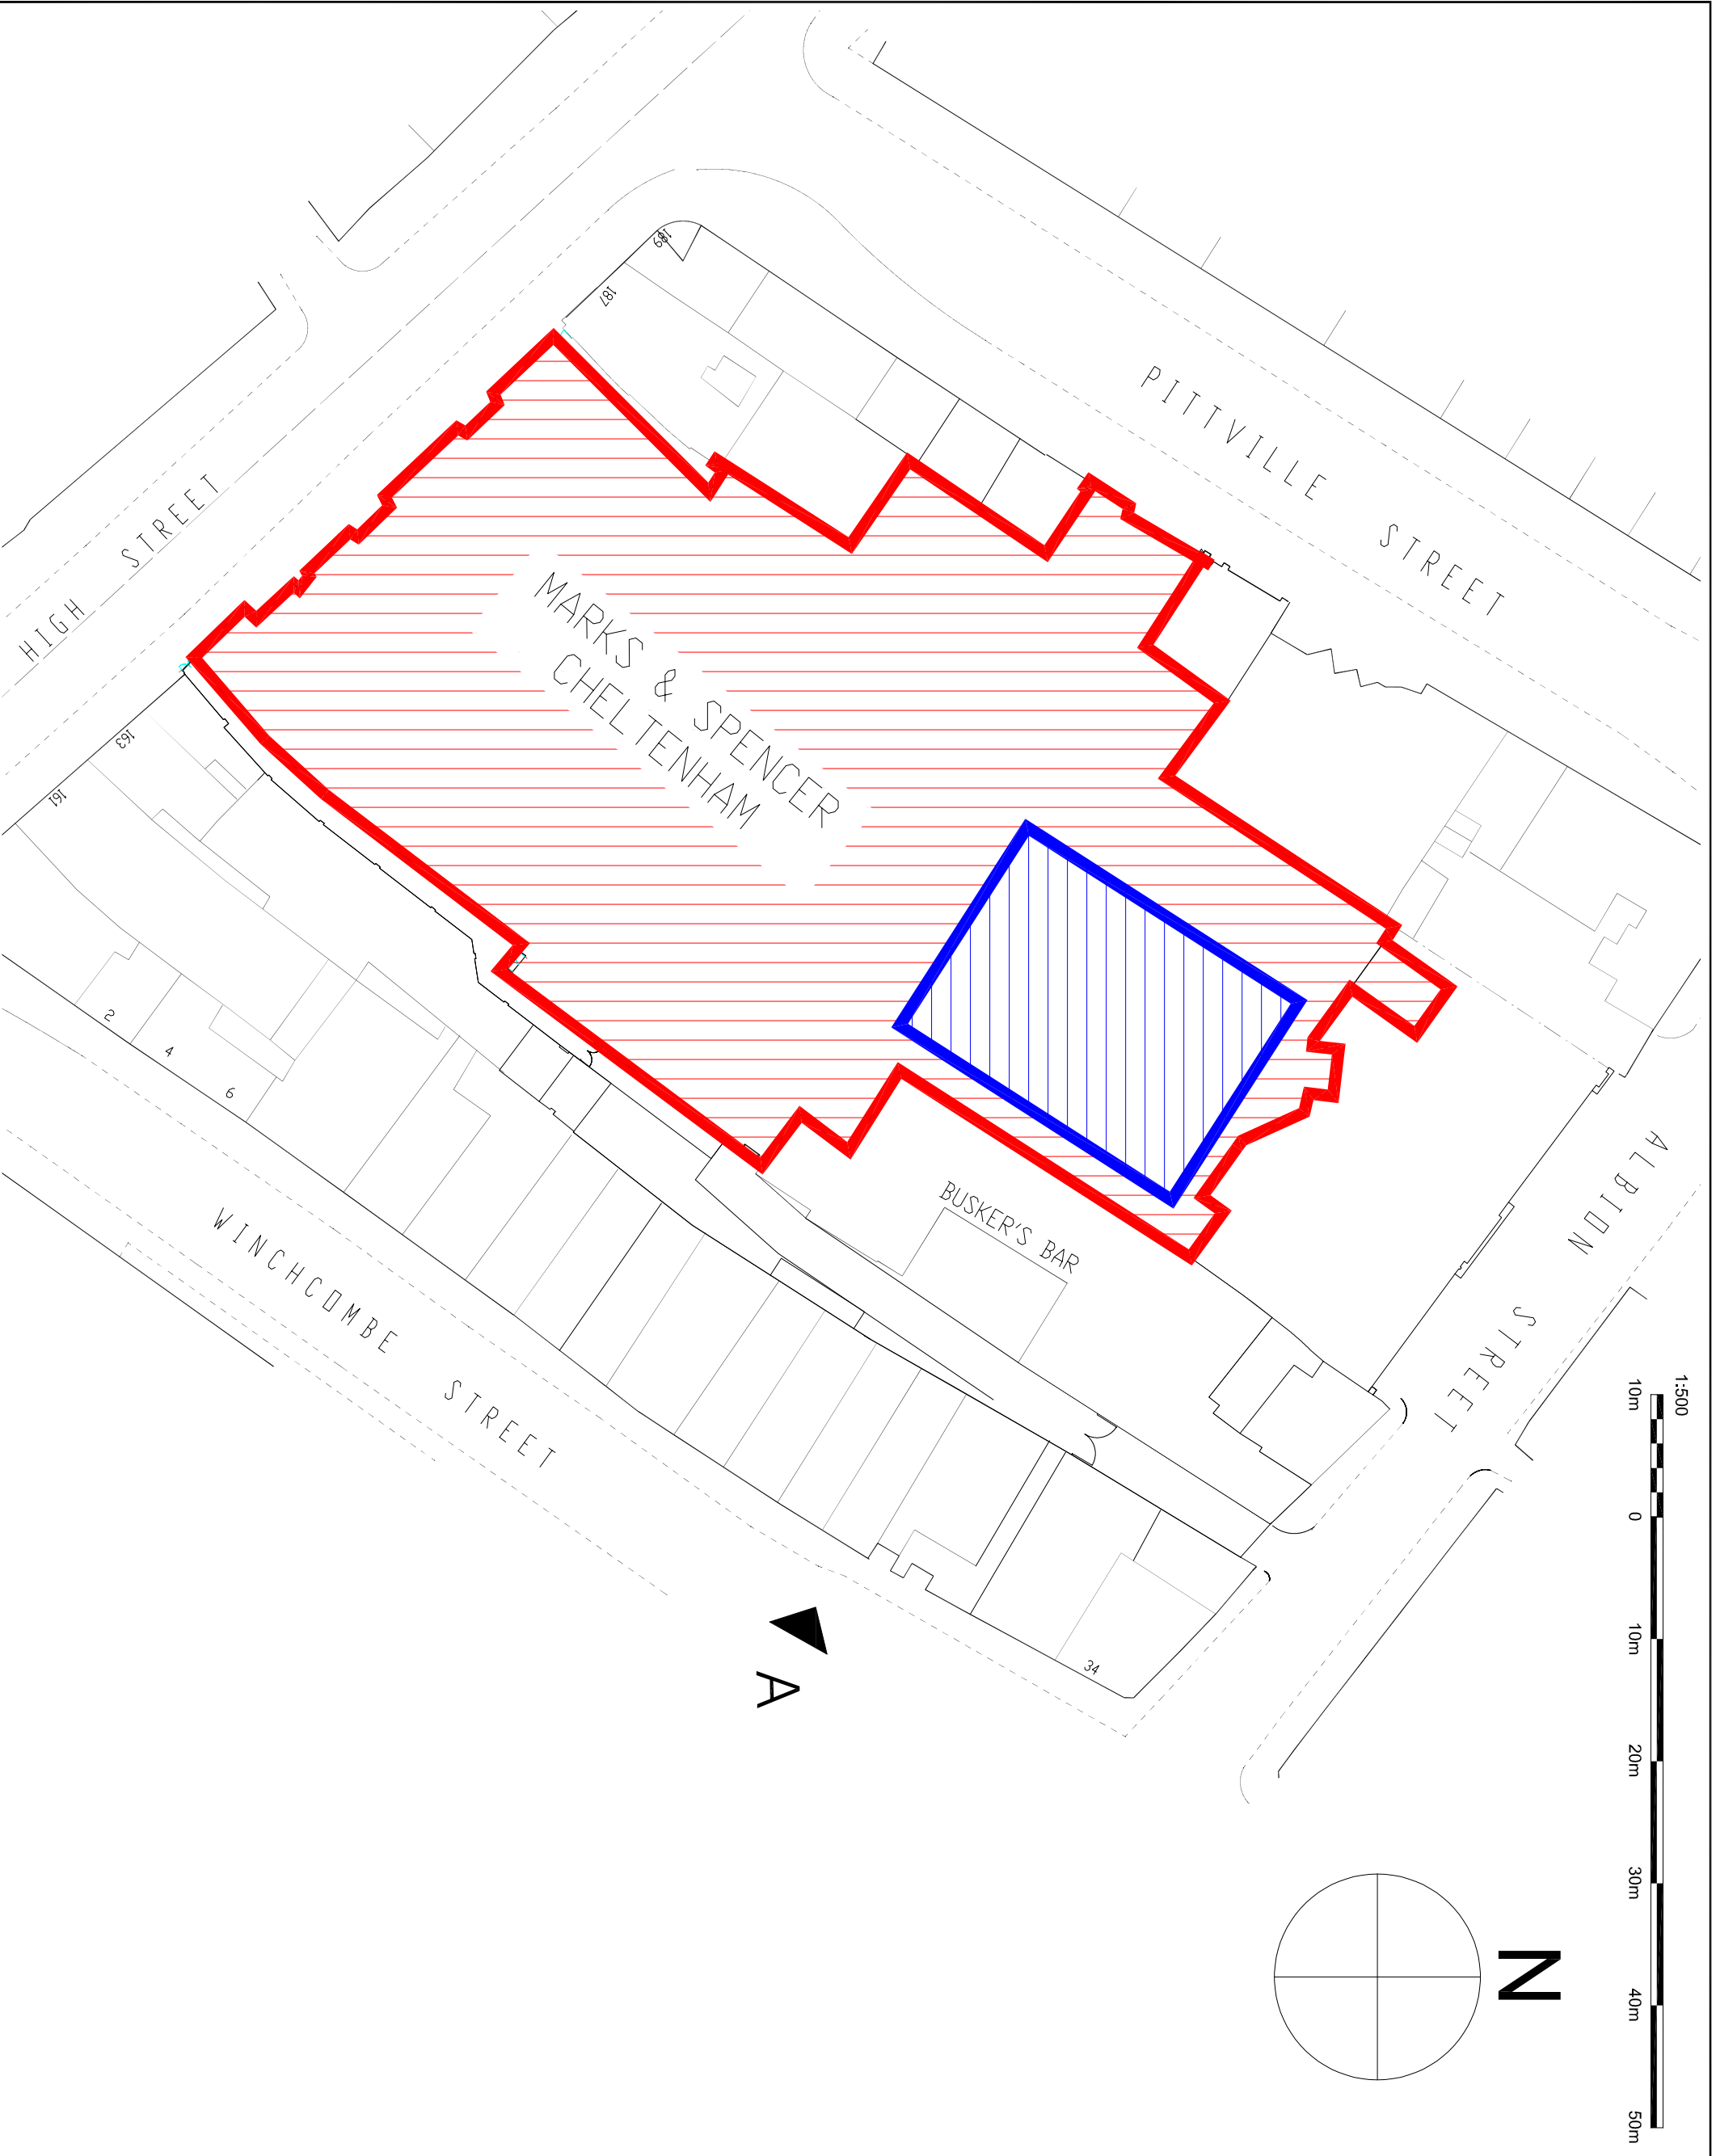 PITTVILLE STREET
HIGH STREET
ALBION STREET
WINCHCOMBE STREET
MARKS & SPENCER
CHELTENHAM
BUSKER'S BAR
189
187
163
161
2
4
6
34
A
N
1:500
10m 0 10m 20m 30m 40m 50m